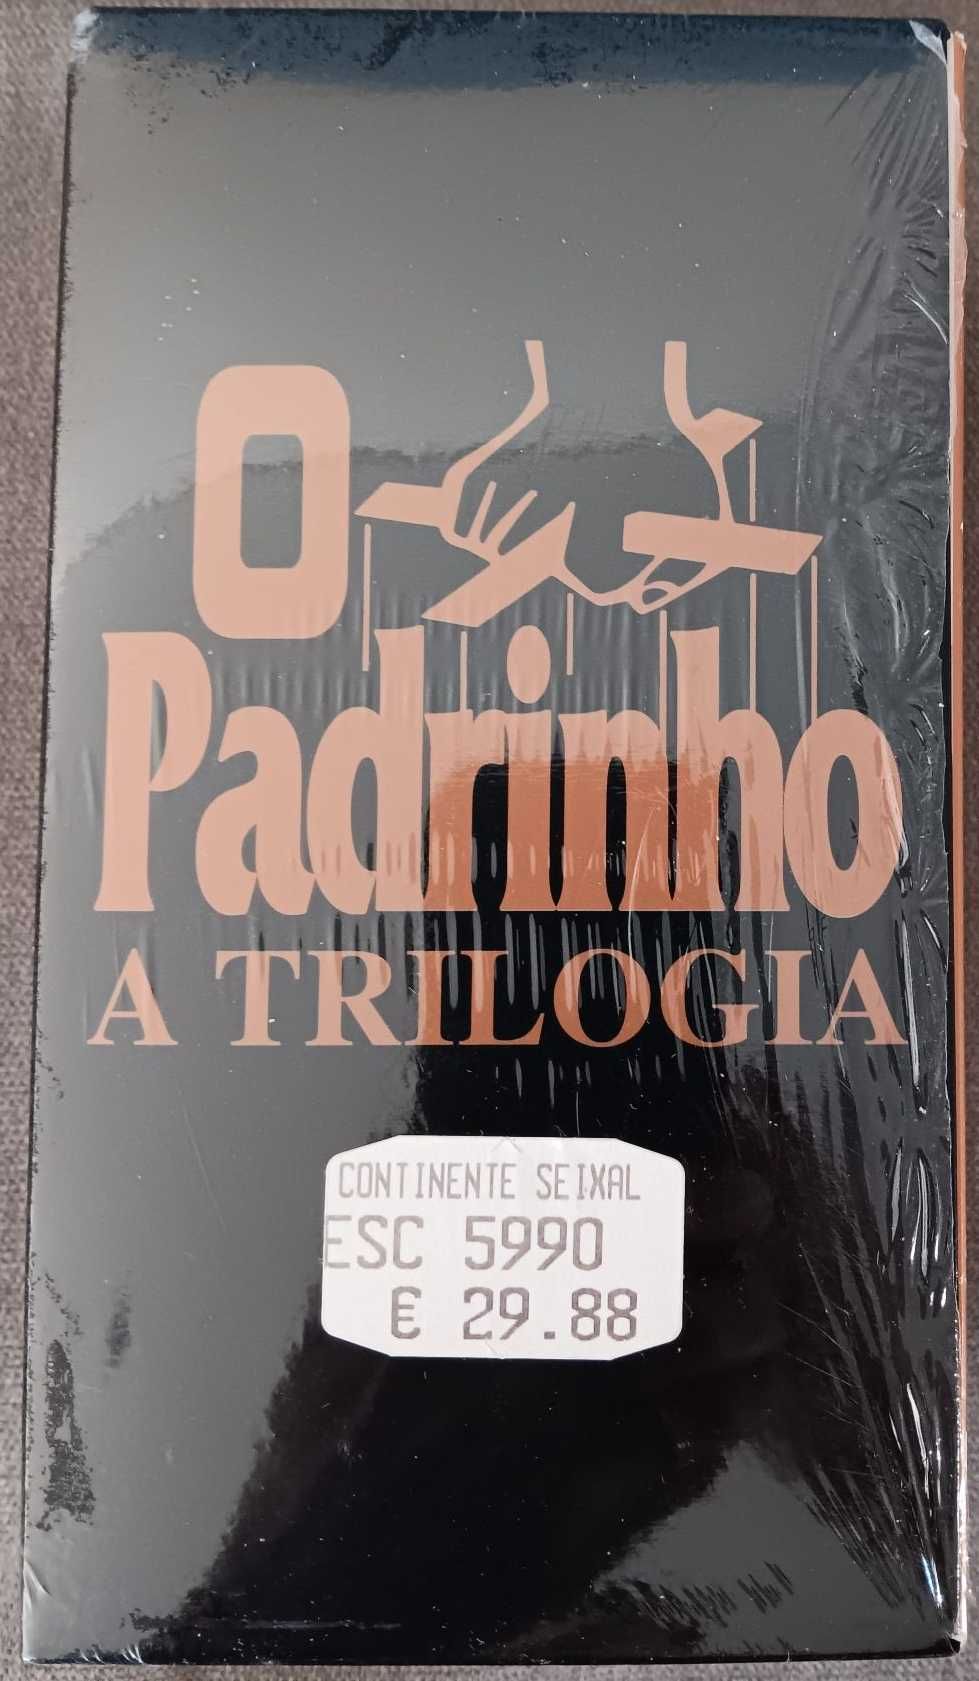 O
Padrinho
A TRILOGIA
CONTINENTE SEIXAL
ESC 5990
€ 29.88